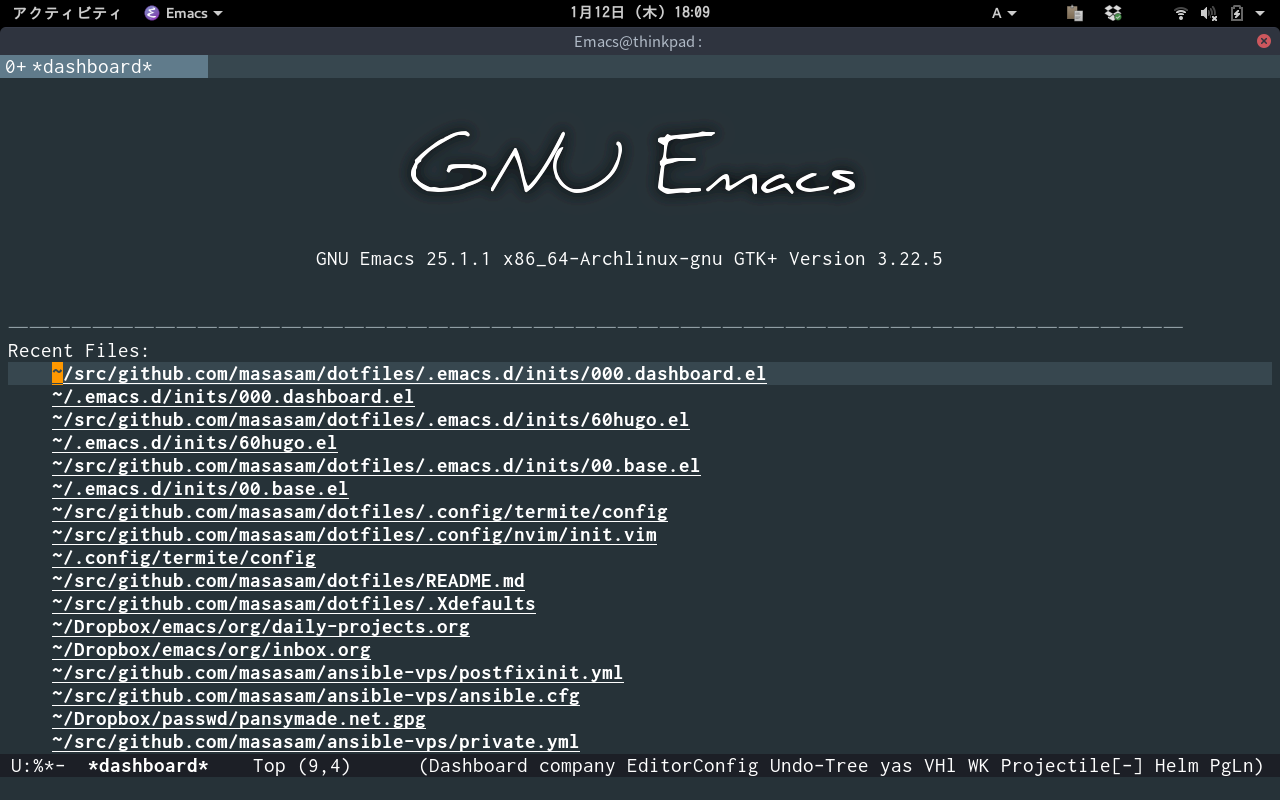 アクティビティ Emacs 1月12日 (木) 18:09 A
Emacs@thinkpad:
0+ *dashboard*
GNU Emacs
GNU Emacs 25.1.1 x86_64-Archlinux-gnu GTK+ Version 3.22.5
Recent Files:
~/src/github.com/masasam/dotfiles/.emacs.d/inits/000.dashboard.el
~/.emacs.d/inits/000.dashboard.el
~/src/github.com/masasam/dotfiles/.emacs.d/inits/60hugo.el
~/.emacs.d/inits/60hugo.el
~/src/github.com/masasam/dotfiles/.emacs.d/inits/00.base.el
~/.emacs.d/inits/00.base.el
~/src/github.com/masasam/dotfiles/.config/termite/config
~/src/github.com/masasam/dotfiles/.config/nvim/init.vim
~/.config/termite/config
~/src/github.com/masasam/dotfiles/README.md
~/src/github.com/masasam/dotfiles/.Xdefaults
~/Dropbox/emacs/org/daily-projects.org
~/Dropbox/emacs/org/inbox.org
~/src/github.com/masasam/ansible-vps/postfixinit.yml
~/src/github.com/masasam/ansible-vps/ansible.cfg
~/Dropbox/passwd/pansymade.net.gpg
~/src/github.com/masasam/ansible-vps/private.yml
U:%*- *dashboard* Top (9,4) (Dashboard company EditorConfig Undo-Tree yas VHl WK Projectile[-] Helm PgLn)